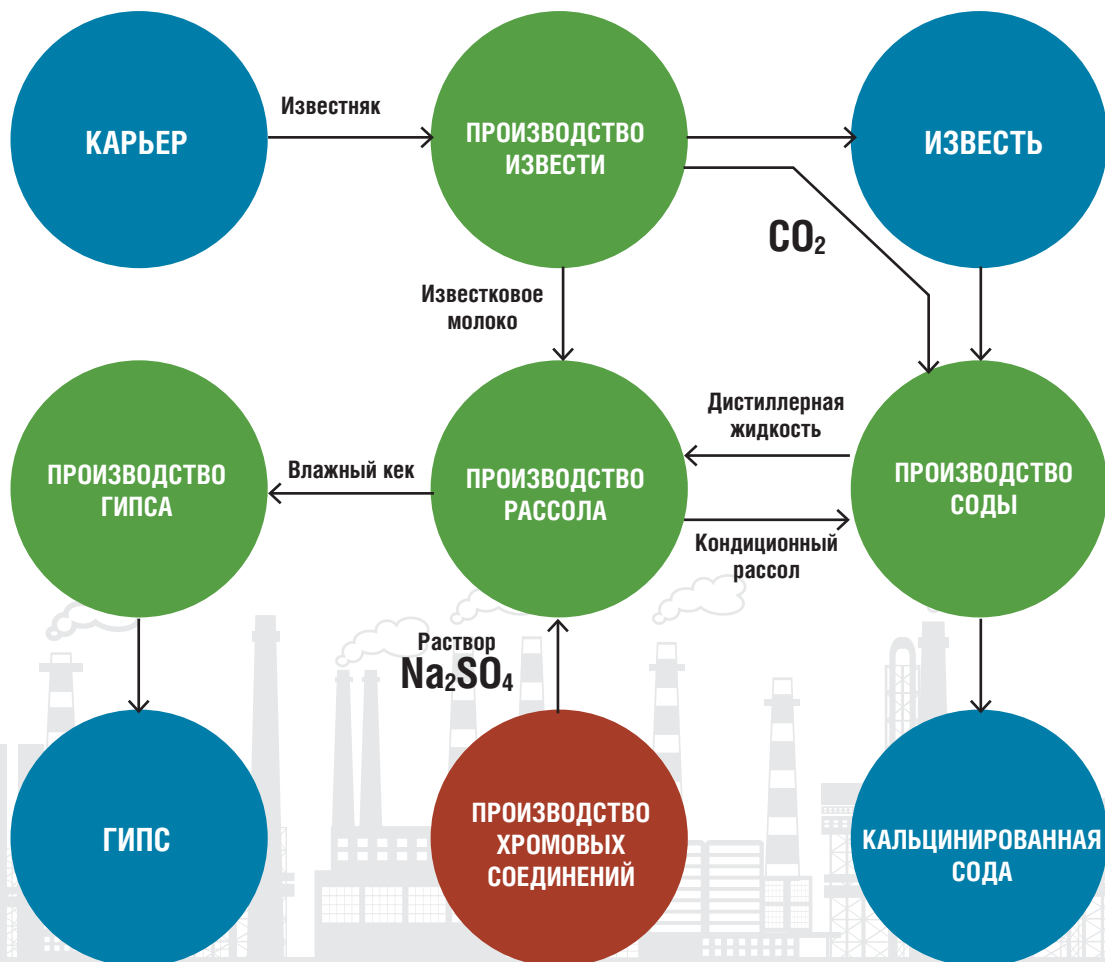 КАРЬЕР
Известняк
ПРОИЗВОДСТВО
ИЗВЕСТИ
ИЗВЕСТЬ
CO₂
Известковое
молоко
ПРОИЗВОДСТВО
ГИПСА
Влажный кек
ПРОИЗВОДСТВО
РАССОЛА
Дистиллерная
жидкость
Кондиционный
рассол
ПРОИЗВОДСТВО
СОДЫ
Раствор
Na₂SO₄
ГИПС
ПРОИЗВОДСТВО
ХРОМОВЫХ
СОЕДИНЕНИЙ
КАЛЬЦИНИРОВАННАЯ
СОДА